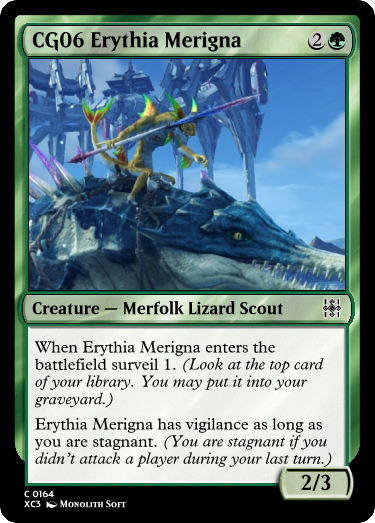 CG06 Erythia Merigna 2
Creature — Merfolk Lizard Scout
When Erythia Merigna enters the
battlefield surveil 1. (Look at the top card
of your library. You may put it into your
graveyard.)
Erythia Merigna has vigilance as long as
you are stagnant. (You are stagnant if you
didn't attack a player during your last turn.)
2/3
C 0164
XC3 Monolith Soft